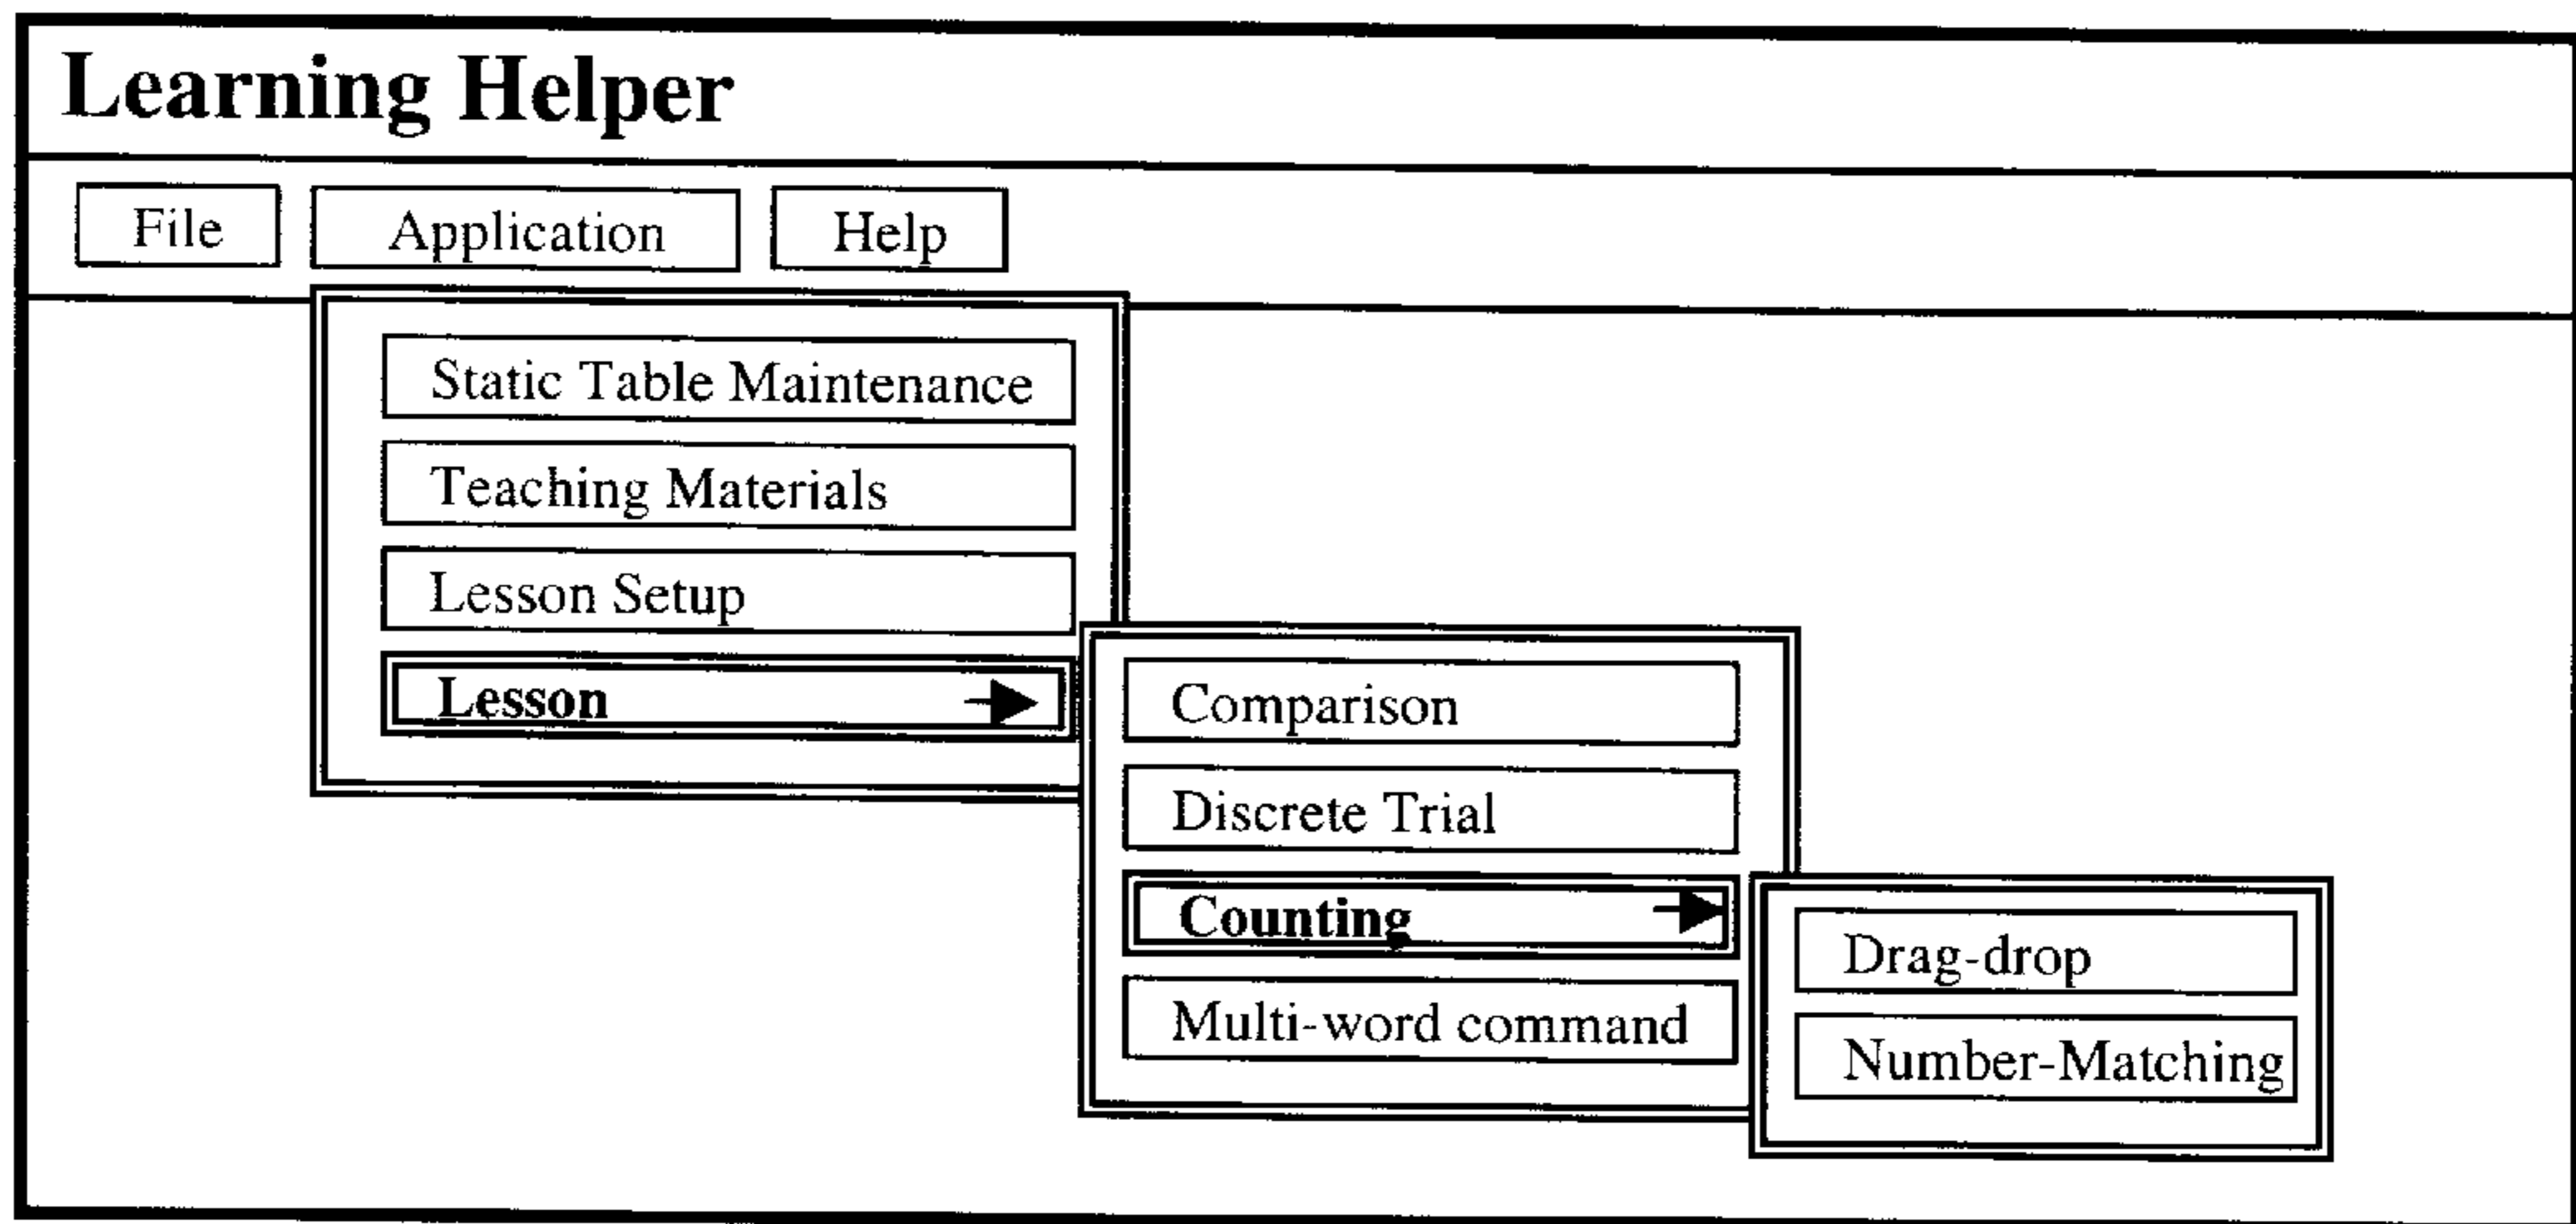 Learning Helper
File Application Help
Static Table Maintenance
Teaching Materials
Lesson Setup
Lesson
Comparison
Discrete Trial
Counting
Multi-word command
Drag-drop
Number-Matching